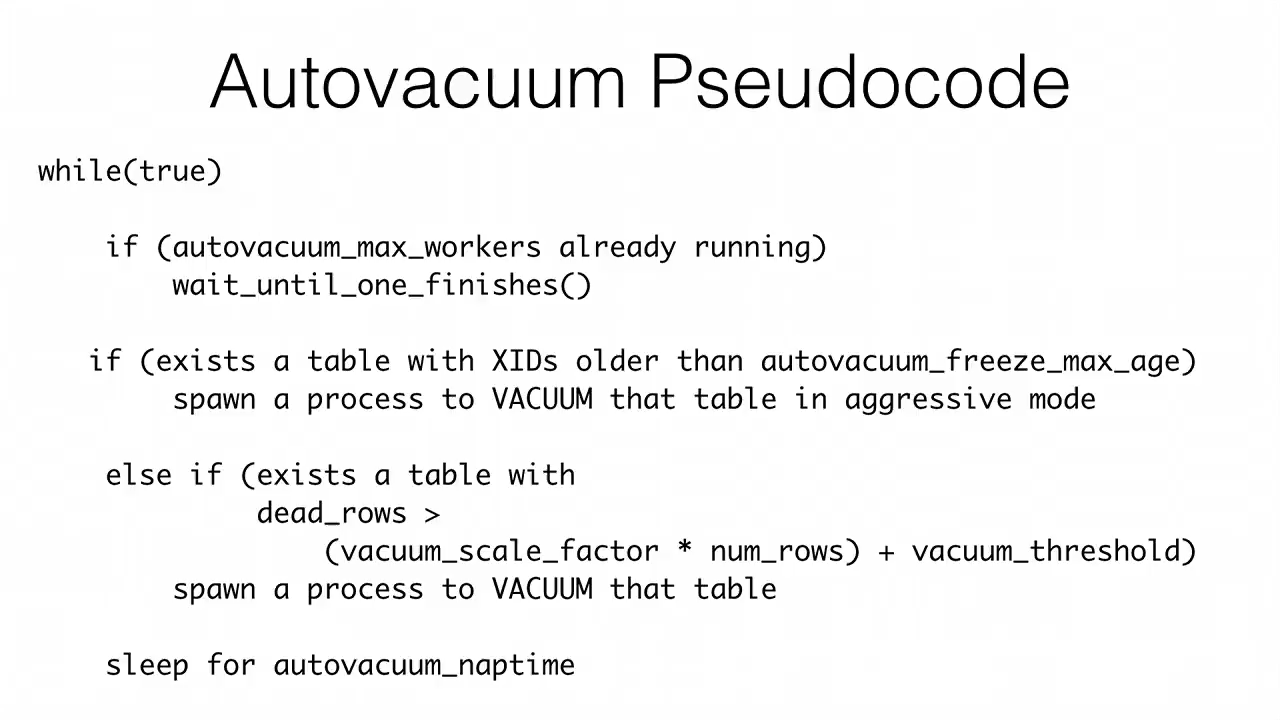 Autovacuum Pseudocode
while(true)
if (autovacuum_max_workers already running)
wait_until_one_finishes()
if (exists a table with XIDs older than autovacuum_freeze_max_age)
spawn a process to VACUUM that table in aggressive mode
else if (exists a table with
dead_rows >
(vacuum_scale_factor * num_rows) + vacuum_threshold)
spawn a process to VACUUM that table
sleep for autovacuum_naptime